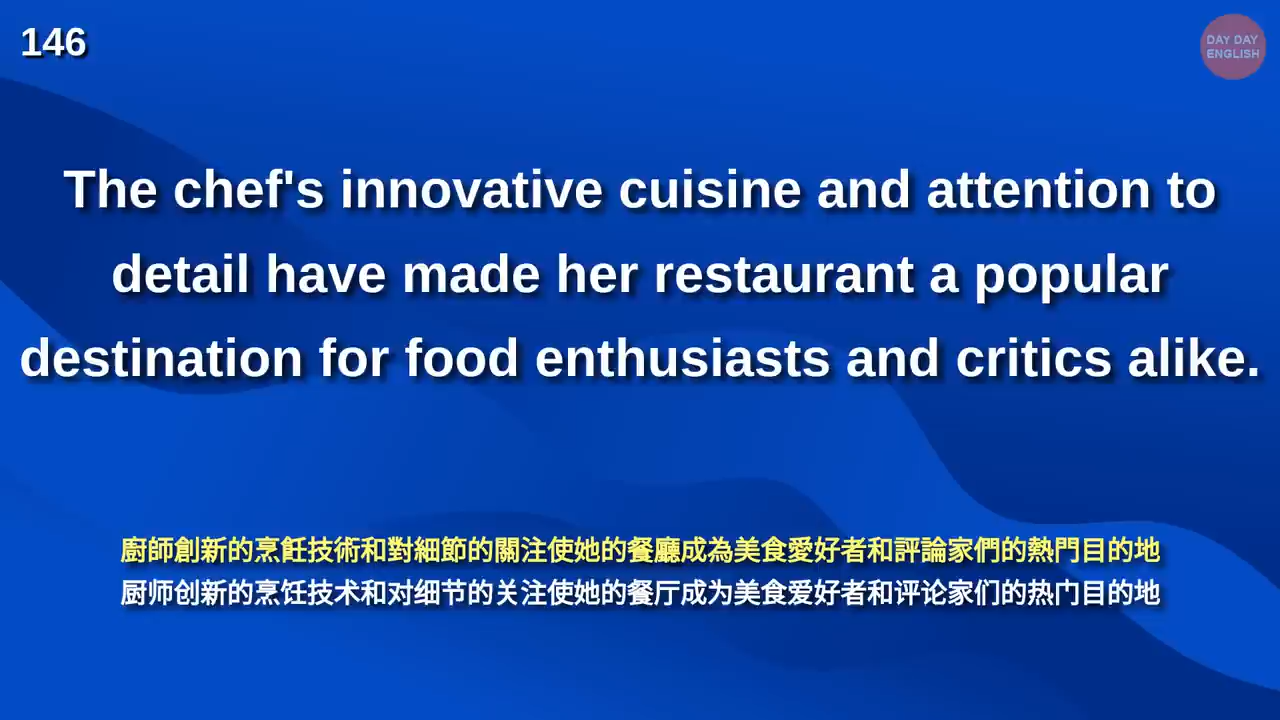 146
DAY DAY
ENGLISH
The chef's innovative cuisine and attention to
detail have made her restaurant a popular
destination for food enthusiasts and critics alike.
廚師創新的烹飪技術和對細節的關注使她的餐廳成為美食愛好者和評論家們的熱門目的地
厨师创新的烹饪技术和对细节的关注使她的餐厅成为美食爱好者和评论家们的热门目的地